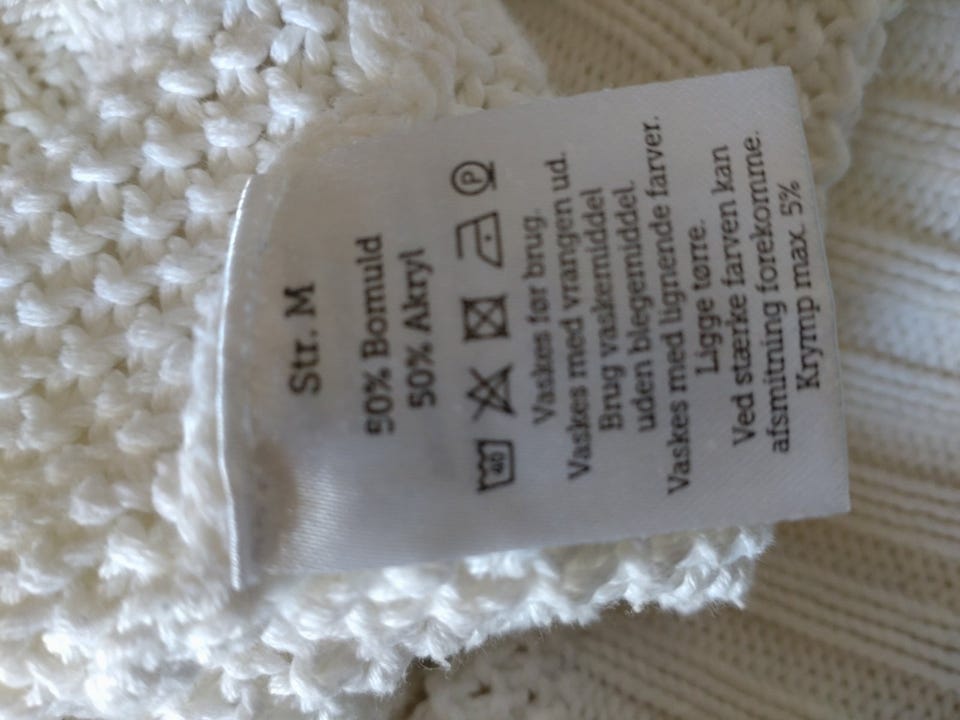 Str. M
50% Bomuld
50% Akryl
40 P
Vaskes før brug.
Vaskes med vrangen ud.
Brug vaskemiddel
uden blegemiddel.
Vaskes med lignende farver.
Ligge tørre.
Ved stærke farven kan
afsmitning forekomme.
Krymp max. 5%